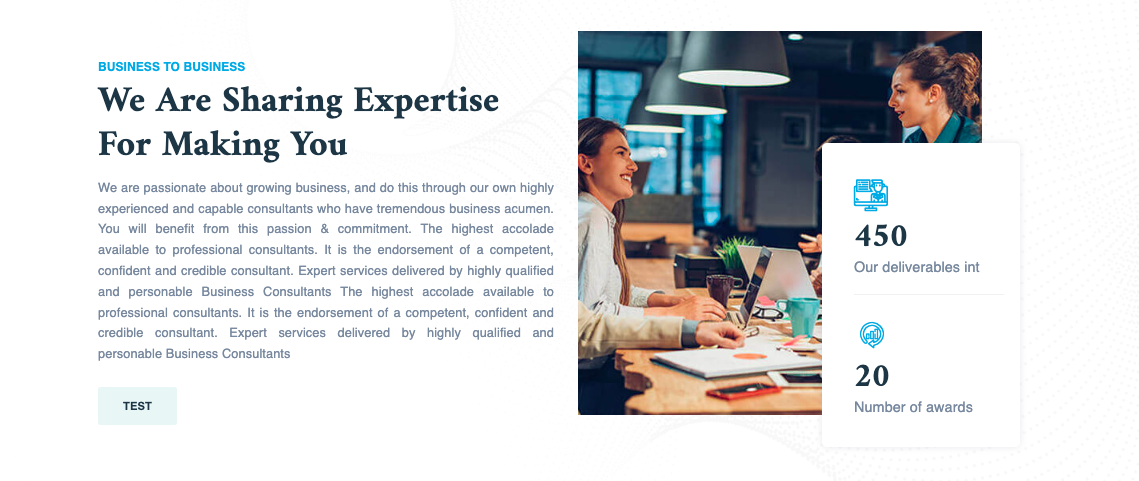 BUSINESS TO BUSINESS
We Are Sharing Expertise
For Making You
We are passionate about growing business, and do this through our own highly
experienced and capable consultants who have tremendous business acumen.
You will benefit from this passion & commitment. The highest accolade
available to professional consultants. It is the endorsement of a competent,
confident and credible consultant. Expert services delivered by highly qualified
and personable Business Consultants The highest accolade available to
professional consultants. It is the endorsement of a competent, confident and
credible consultant. Expert services delivered by highly qualified and
personable Business Consultants
TEST
450
Our deliverables int
20
Number of awards